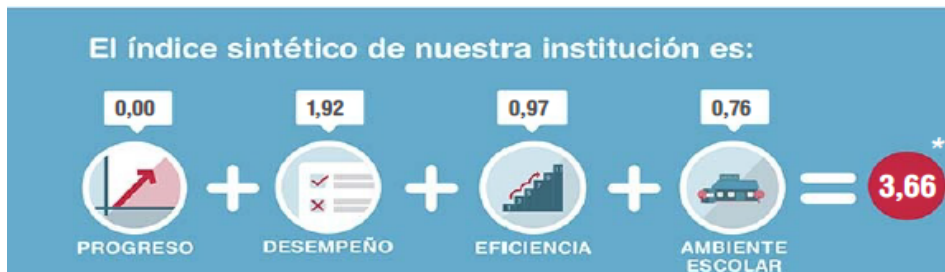 El índice sintético de nuestra institución es:
0,00 1,92 0,97 0,76
+ + + = 3,66*
PROGRESO DESEMPEÑO EFICIENCIA AMBIENTE
ESCOLAR